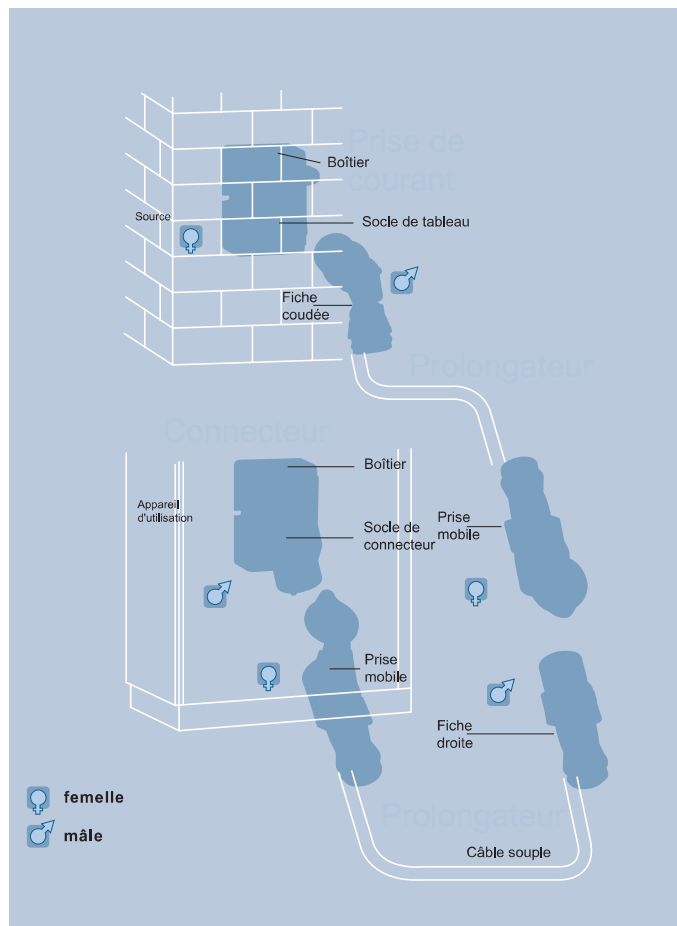 Prise de
courant
Boîtier
Source
Socle de tableau
Fiche
coudée
Prolongateur
Connecteur
Boîtier
Appareil
d'utilisation
Prise
mobile
Socle de
connecteur
Prise
mobile
Fiche
droite
femelle
Prolongateur
mâle
Câble souple